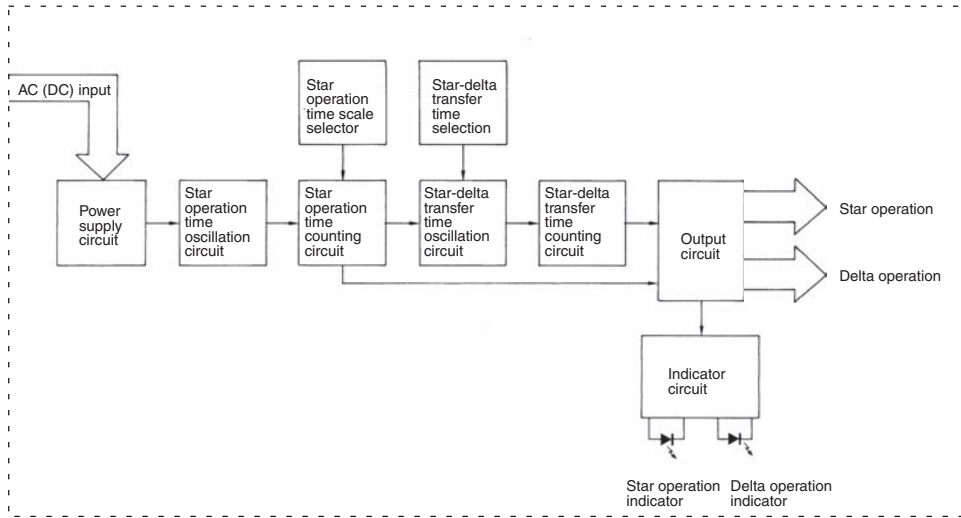 AC (DC) input
Star
operation
time scale
selector
Star-delta
transfer
time
selection
Power
supply
circuit
Star
operation
time
oscillation
circuit
Star
operation
time
counting
circuit
Star-delta
transfer
time
oscillation
circuit
Star-delta
transfer
time
counting
circuit
Output
circuit
Star operation
Delta operation
Indicator
circuit
Star operation
indicator
Delta operation
indicator